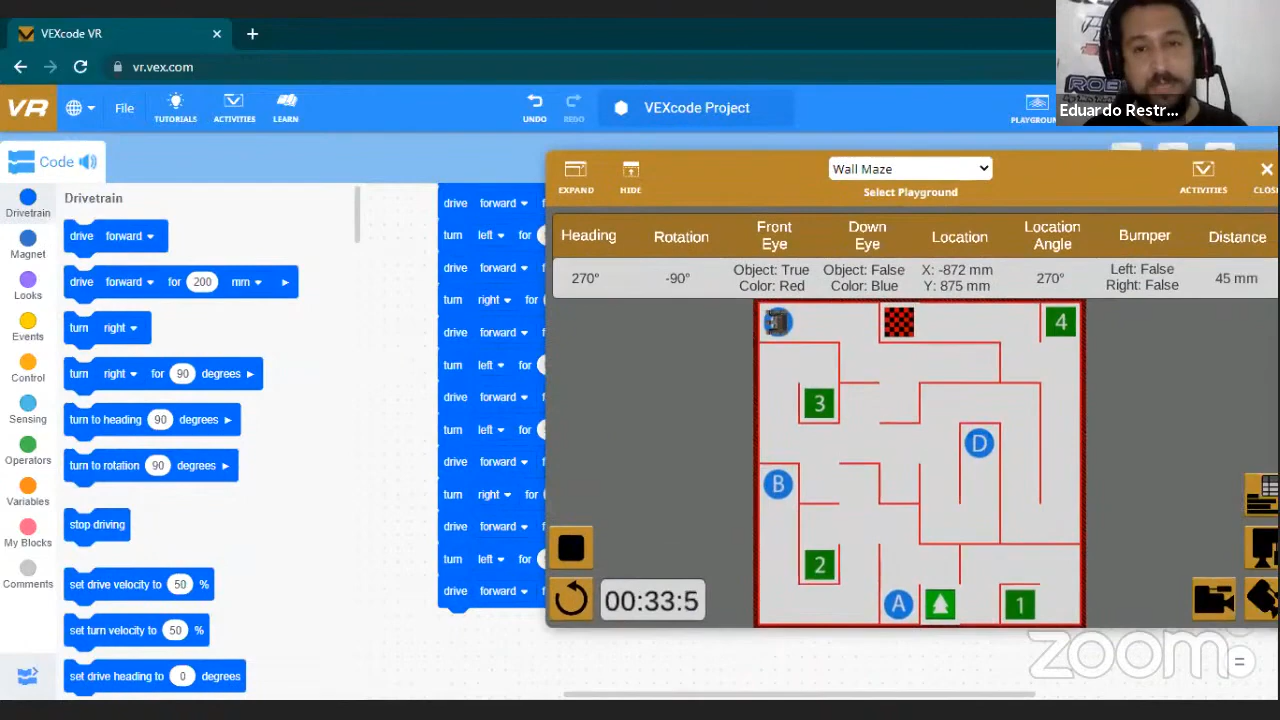 VEXcode VR
vr.vex.com
VR
File
TUTORIALS
ACTIVITIES
LEARN
UNDO
REDO
VEXcode Project
Eduardo Restr...
Code
Drivetrain
Magnet
Looks
Events
Control
Sensing
Operators
Variables
My Blocks
Comments
Drivetrain
drive forward
drive forward for 200 mm
turn right
turn right for 90 degrees
turn to heading 90 degrees
turn to rotation 90 degrees
stop driving
set drive velocity to 50 %
set turn velocity to 50 %
set drive heading to 0 degrees
drive forward
turn left for
drive forward
turn right for
drive forward
turn left for
drive forward
turn left for
drive forward
turn right for
drive forward
turn left for
drive forward
EXPAND
HIDE
Wall Maze
Select Playground
ACTIVITIES
Heading Rotation Front Eye Down Eye Location Location Angle Bumper Distance
270° -90° Object: True Object: False X: -872 mm 270° Left: False 45 mm
Color: Red Color: Blue Y: 875 mm Right: False
4
3
D
B
2
A
1
00:33:5
zoom